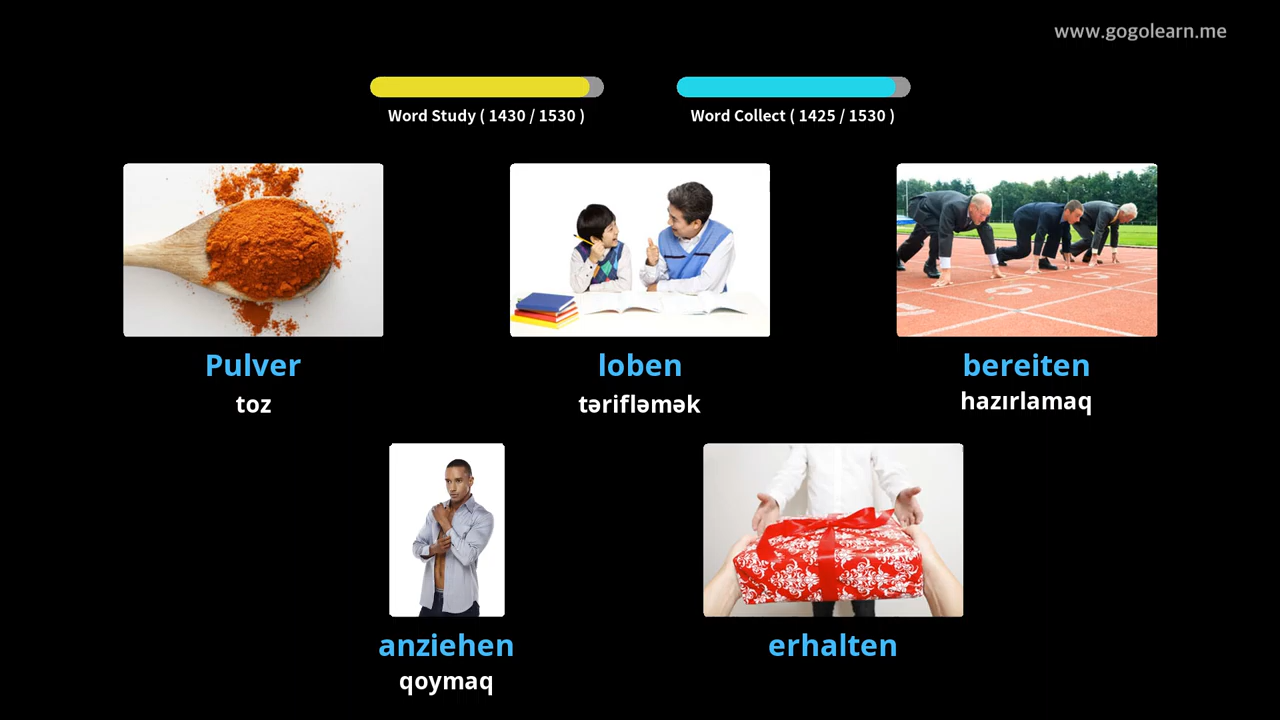 www.gogolearn.me
Word Study ( 1430 / 1530 )
Word Collect ( 1425 / 1530 )
Pulver
toz
loben
tərifləmək
bereiten
hazırlamaq
anziehen
qoymaq
erhalten